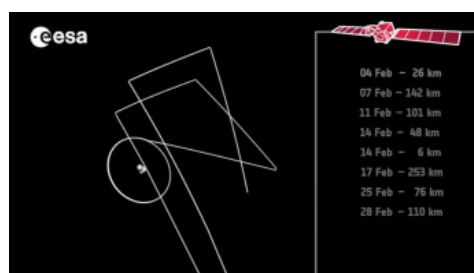 esa
04 Feb – 26 km
07 Feb – 142 km
11 Feb – 101 km
14 Feb – 48 km
14 Feb – 6 km
17 Feb – 253 km
25 Feb – 76 km
28 Feb – 110 km